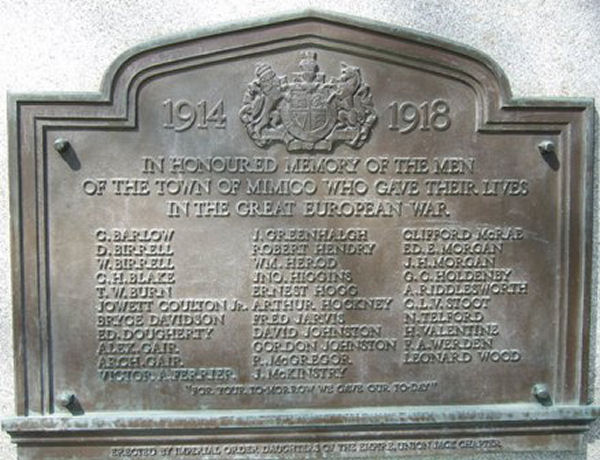 1914 1918
IN HONOURED MEMORY OF THE MEN
OF THE TOWN OF MIMICO WHO GAVE THEIR LIVES
IN THE GREAT EUROPEAN WAR
C. BARLOW
D. BIRRELL
W. BIRRELL
C. H. BLAKE
T. W. BURN
JOWETT COULTON Jr.
BRYCE DAVIDSON
ED. DOUGHERTY
ALEX. GAIR
ARCH. GAIR
VICTOR A. FERRIER
J. GREENHALGH
ROBERT HENDRY
WM. HEROD
JNO. HIGGINS
ERNEST HOGG
ARTHUR HOCKNEY
FRED JARVIS
DAVID JOHNSTON
GORDON JOHNSTON
R. McGREGOR
J. McKINSTRY
CLIFFORD McRAE
ED. E. MORGAN
J. H. MORGAN
G. C. HOLDENBY
A. RIDDLESWORTH
C. L. V. STOOT
N. TELFORD
H. VALENTINE
F. A. WERDEN
LEONARD WOOD
"FOR YOUR TO-MORROW WE GAVE OUR TO-DAY"
ERECTED BY IMPERIAL ORDER DAUGHTERS OF THE EMPIRE, UNION JACK CHAPTER